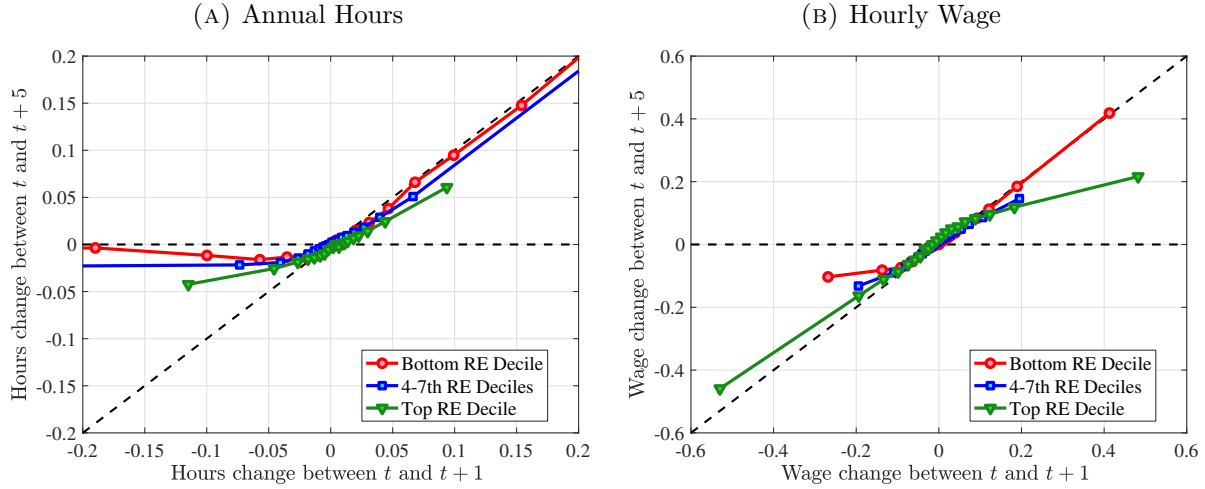 (A) Annual Hours
Hours change between t and t + 5
0.2
0.15
0.1
0.05
0
-0.05
-0.1
-0.15
-0.2
Bottom RE Decile
4-7th RE Deciles
Top RE Decile
-0.2 -0.15 -0.1 -0.05 0 0.05 0.1 0.15 0.2
Hours change between t and t + 1
(B) Hourly Wage
Wage change between t and t + 5
0.6
0.4
0.2
0
-0.2
-0.4
-0.6
Bottom RE Decile
4-7th RE Deciles
Top RE Decile
-0.6 -0.4 -0.2 0 0.2 0.4 0.6
Wage change between t and t + 1